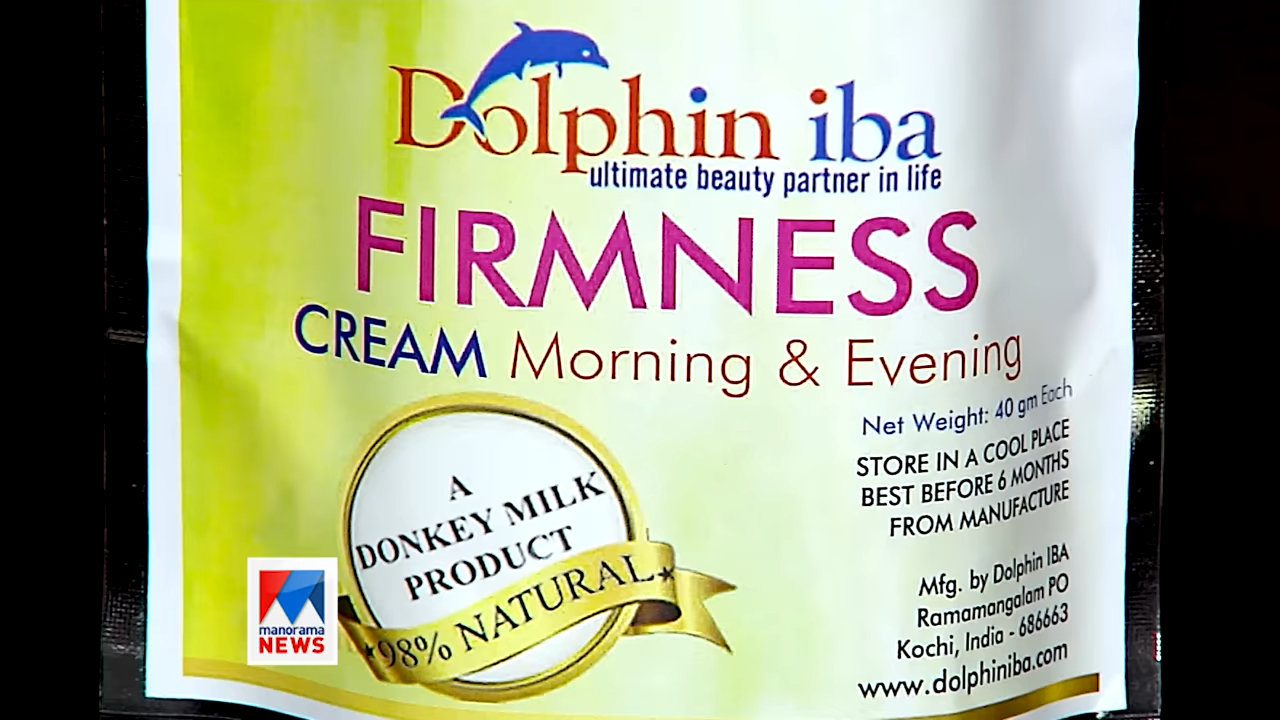 Dolphin iba
ultimate beauty partner in life
FIRMNESS
CREAM Morning & Evening
Net Weight: 40 gm Each
STORE IN A COOL PLACE
BEST BEFORE 6 MONTHS
FROM MANUFACTURE
A
DONKEY MILK
PRODUCT
98% NATURAL
Mfg. by Dolphin IBA
Ramamangalam PO
Kochi, India - 686663
www.dolphiniba.com
manorama
NEWS